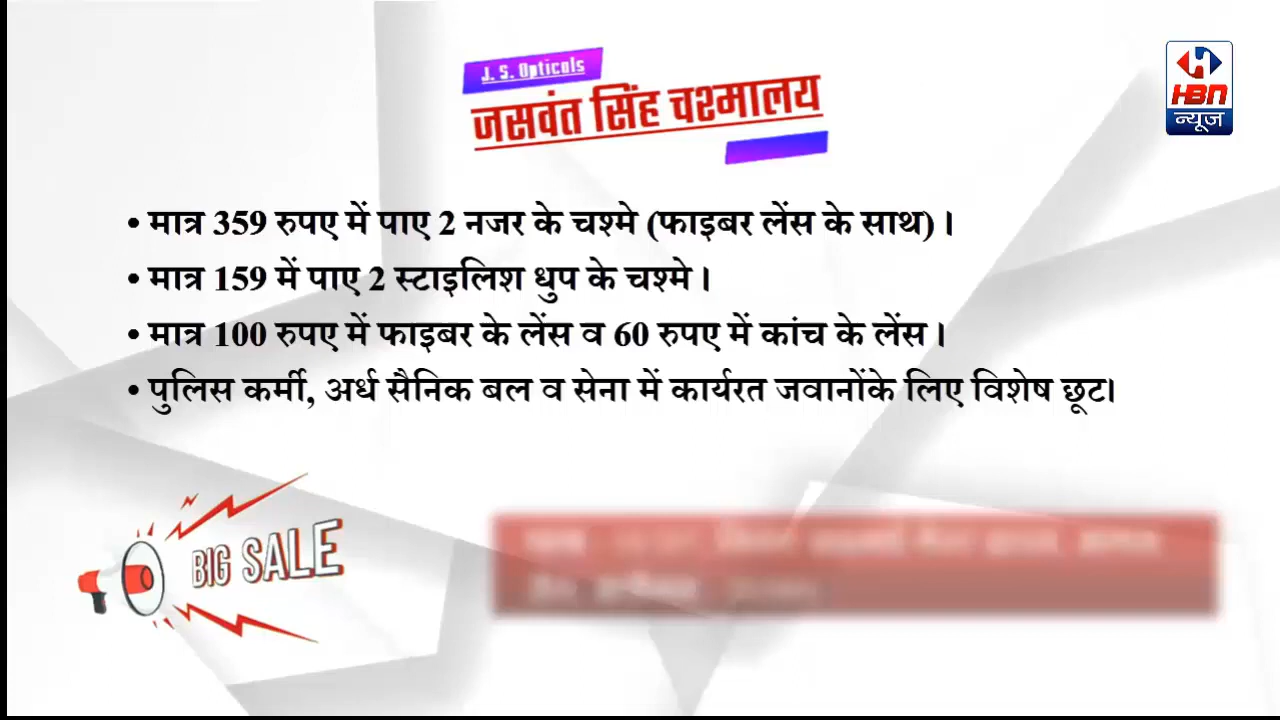 J. S. Opticals
जसवंत सिंह चश्मालय
HBN
न्यूज
• मात्र 359 रुपए में पाए 2 नजर के चश्मे (फाइबर लेंस के साथ) ।
• मात्र 159 में पाए 2 स्टाइलिश धुप के चश्मे ।
• मात्र 100 रुपए में फाइबर के लेंस व 60 रुपए में कांच के लेंस ।
• पुलिस कर्मी, अर्ध सैनिक बल व सेना में कार्यरत जवानोंके लिए विशेष छूट।
BIG SALE